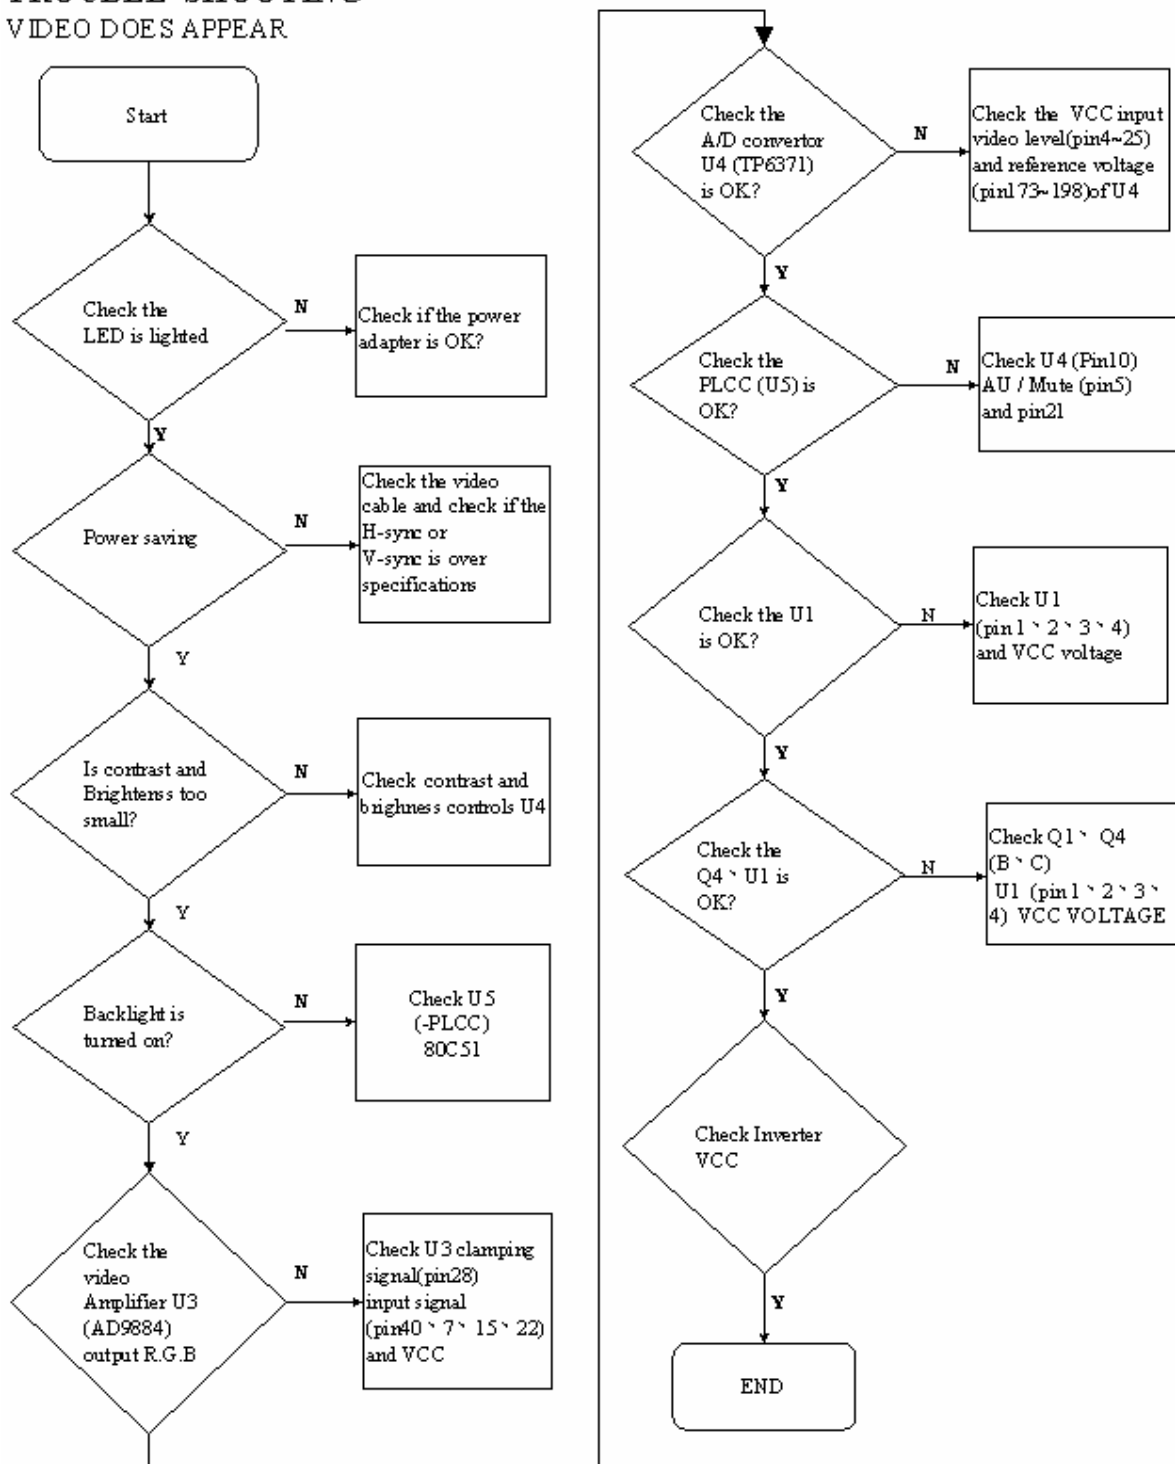 VIDEO DOES APPEAR
Start
Check the
LED is lighted
N
Check if the power
adapter is OK?
Y
Power saving
N
Check the video
cable and check if the
H-sync or
V-sync is over
specifications
Y
Is contrast and
Brightenss too
small?
N
Check contrast and
brighness controls U4
Y
Backlight is
turned on?
N
Check U5
(-PLCC)
80C51
Y
Check the
video
Amplifier U3
(AD9884)
output R.G.B
N
Check U3 clamping
signal(pin28)
input signal
(pin40、7、15、22)
and VCC
Check the
A/D convertor
U4 (TP6371)
is OK?
N
Check the VCC input
video level(pin4~25)
and reference voltage
(pin173~198)of U4
Y
Check the
PLCC (U5) is
OK?
N
Check U4 (Pin10)
AU / Mute (pin5)
and pin21
Y
Check the U1
is OK?
N
Check U1
(pin 1、2、3、4)
and VCC voltage
Y
Check the
Q4、U1 is
OK?
N
Check Q1、Q4
(B、C)
U1 (pin 1、2、3、
4) VCC VOLTAGE
Y
Check Inverter
VCC
Y
END